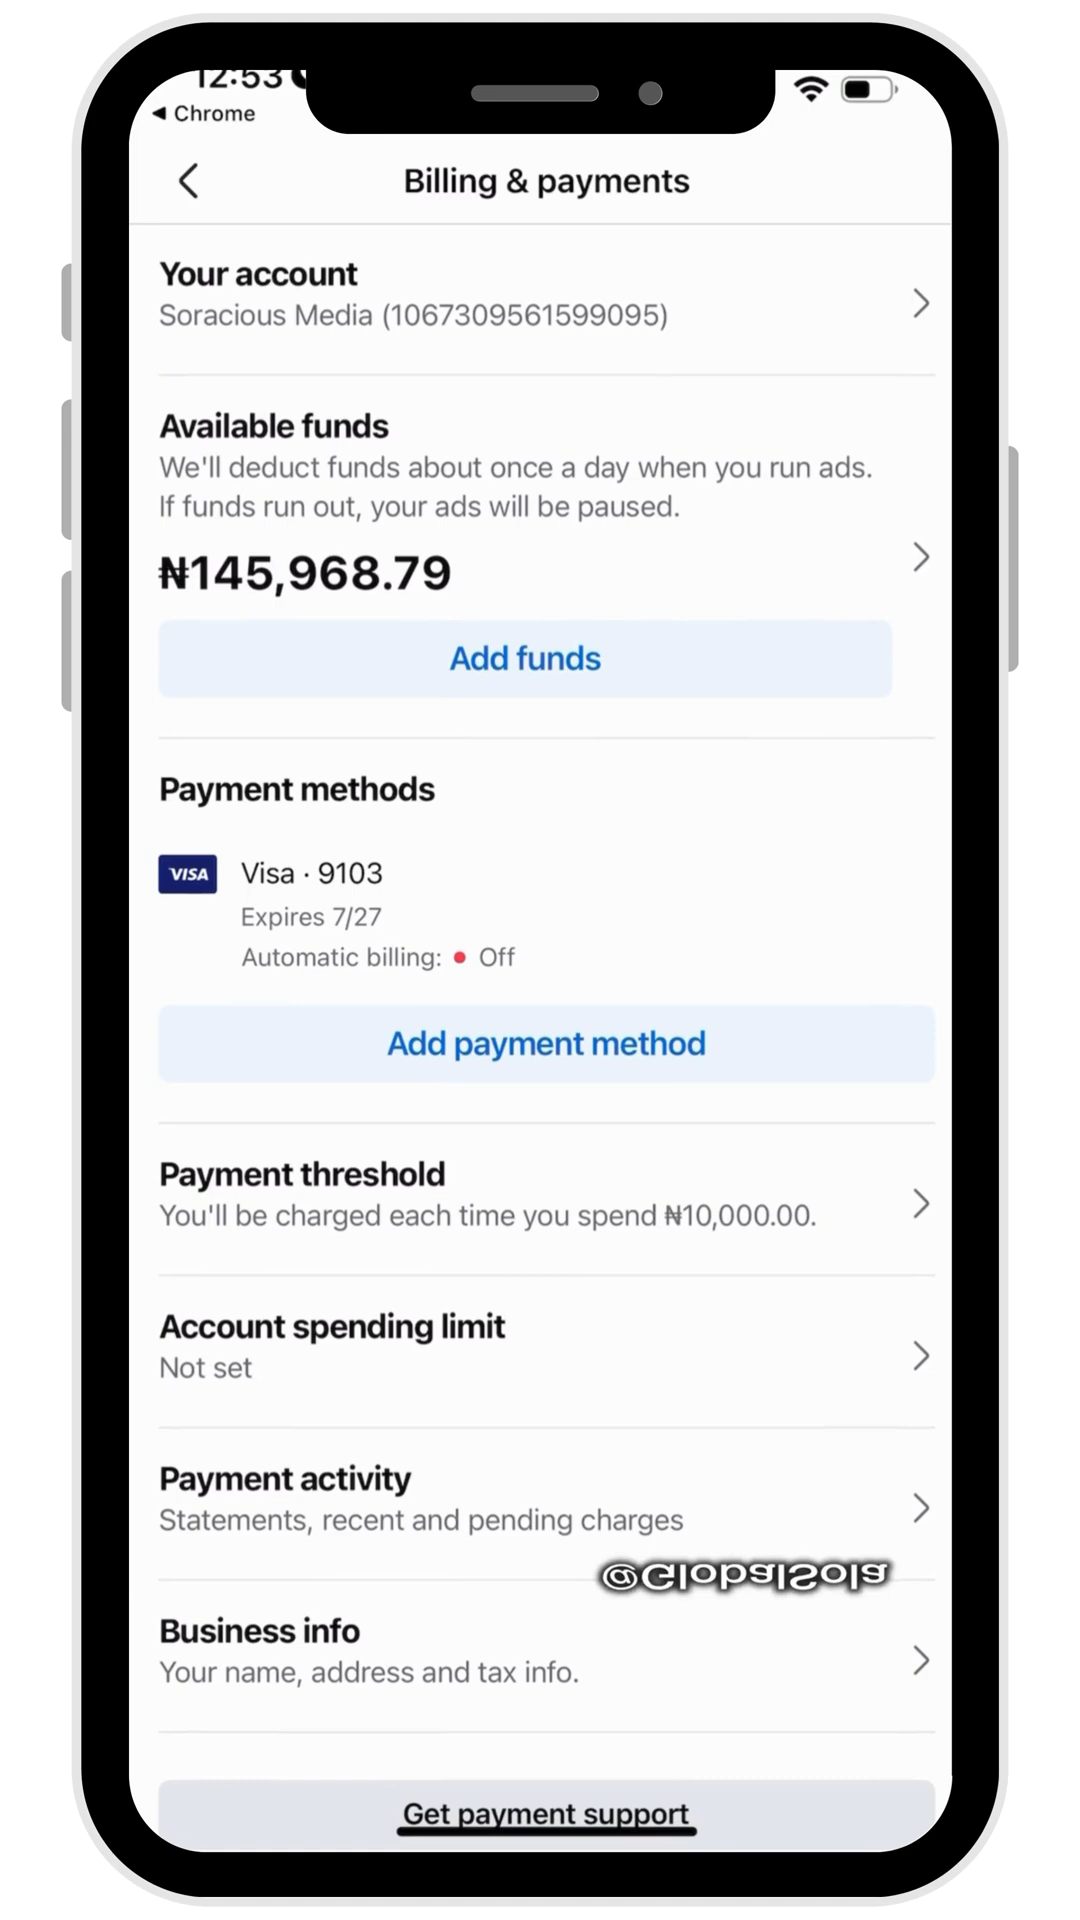 12:53
◀ Chrome
Billing & payments
Your account
Soracious Media (1067309561599095)
Available funds
We'll deduct funds about once a day when you run ads.
If funds run out, your ads will be paused.
₦145,968.79
Add funds
Payment methods
VISA
Visa · 9103
Expires 7/27
Automatic billing: • Off
Add payment method
Payment threshold
You'll be charged each time you spend ₦10,000.00.
Account spending limit
Not set
Payment activity
Statements, recent and pending charges
@GlobalSola
Business info
Your name, address and tax info.
Get payment support